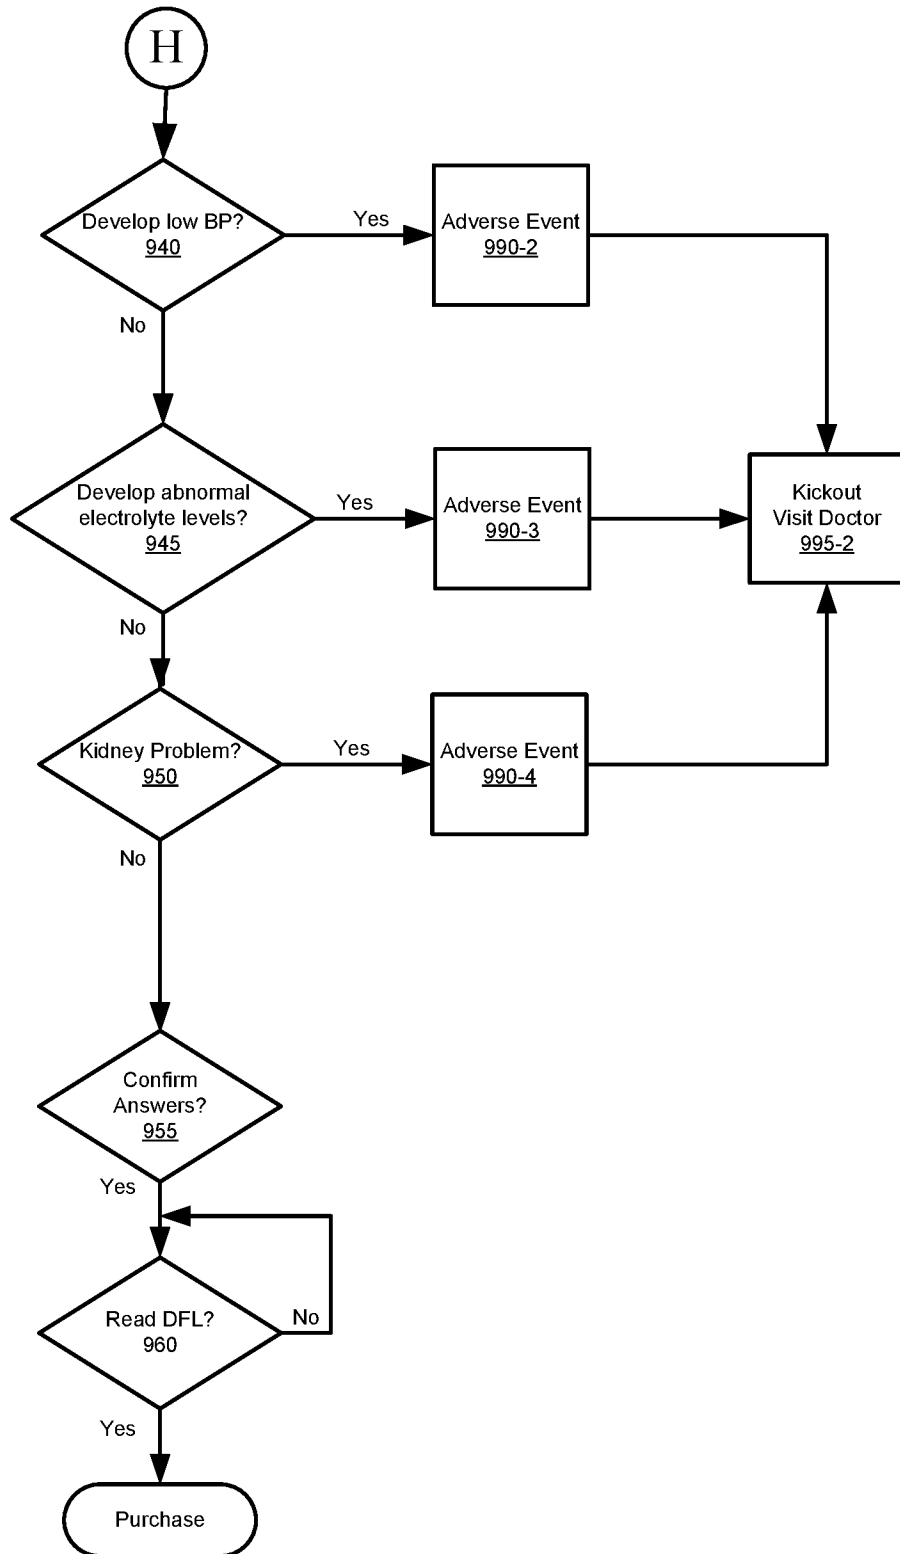 H
Develop low BP?
940
Yes
Adverse Event
990-2
No
Develop abnormal
electrolyte levels?
945
Yes
Adverse Event
990-3
Kickout
Visit Doctor
995-2
No
Kidney Problem?
950
Yes
Adverse Event
990-4
No
Confirm
Answers?
955
Yes
Read DFL?
960
No
Yes
Purchase